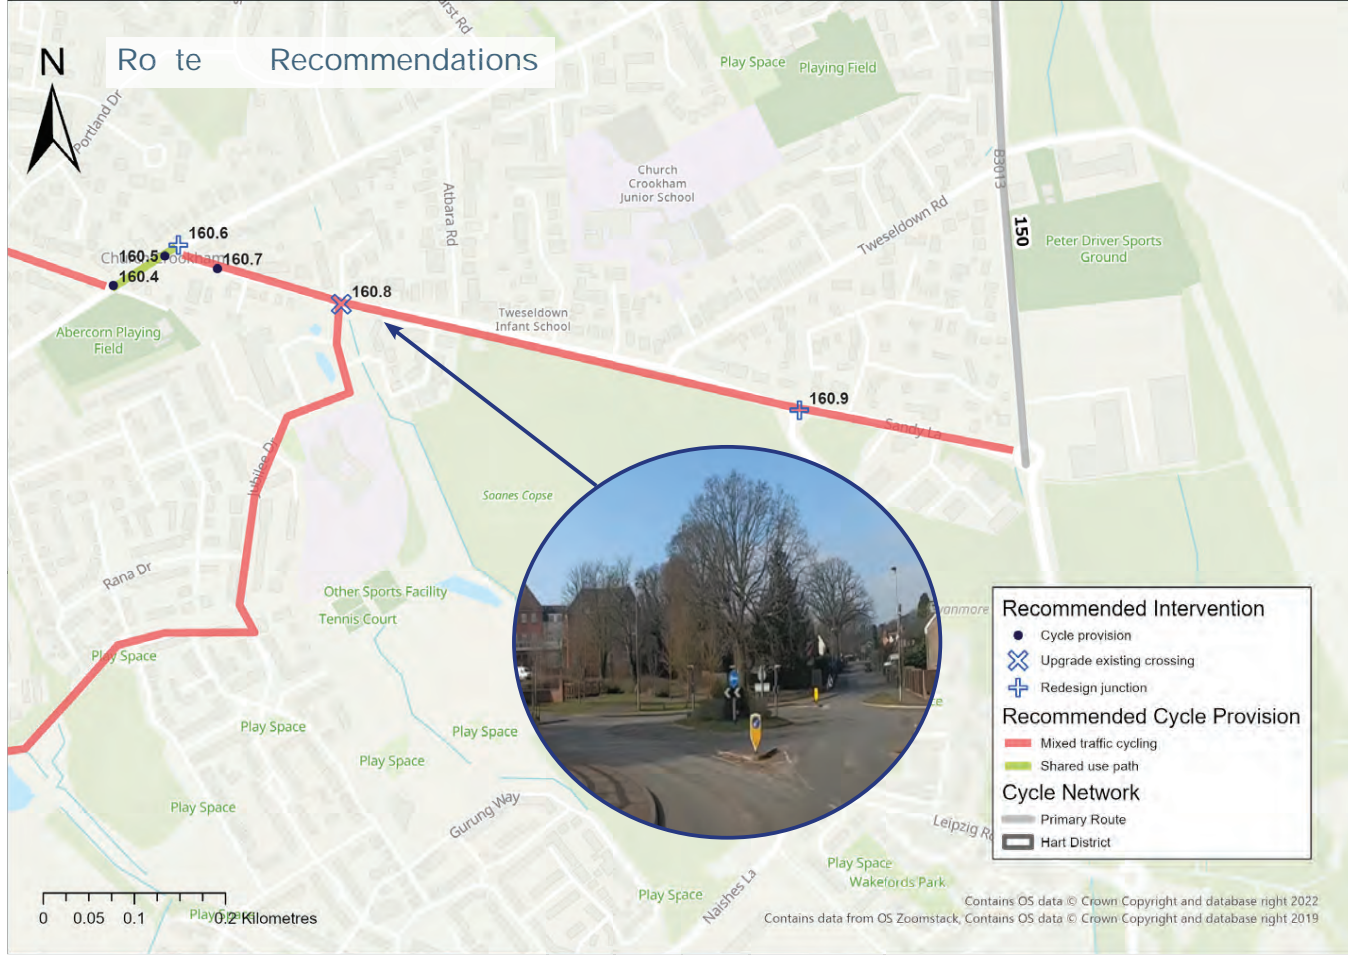 Ro te Recommendations
N
Portland Dr
Play Space
Playing Field
B3013
150
Church
Crookham
Junior School
Atbara Rd
Tweseldown Rd
Peter Driver Sports
Ground
160.6
160.5
160.7
160.4
160.8
Abercorn Playing
Field
Tweseldown
Infant School
160.9
Sandy La
Jubilee Dr
Soanes Copse
Rana Dr
Other Sports Facility
Tennis Court
Play Space
Play Space
Play Space
Play Space
Play Space
Gurung Way
Naishes La
Play Space
Leipzig R
Play Space
Wakefords Park
Recommended Intervention
Cycle provision
Upgrade existing crossing
Redesign junction
Recommended Cycle Provision
Mixed traffic cycling
Shared use path
Cycle Network
Primary Route
Hart District
0 0.05 0.1 0.2 Kilometres
Contains OS data © Crown Copyright and database right 2022
Contains data from OS Zoomstack, Contains OS data © Crown Copyright and database right 2019